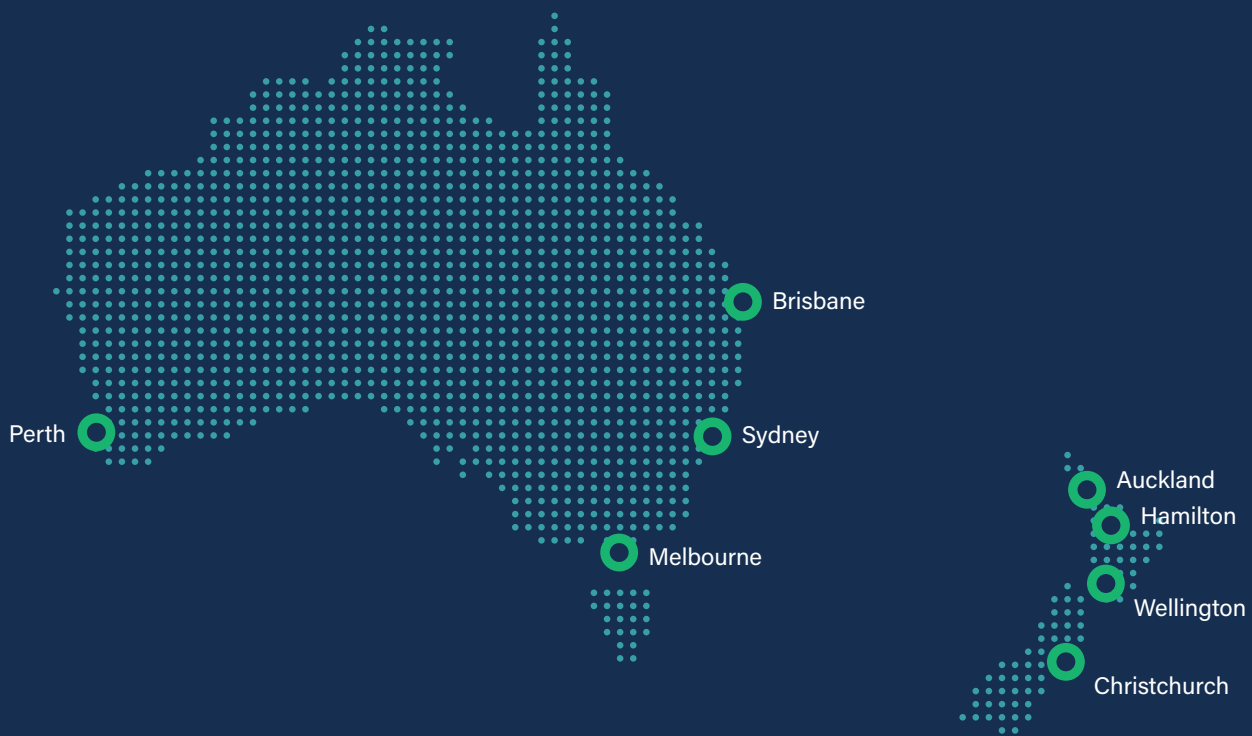 Brisbane
Perth
Sydney
Auckland
Hamilton
Melbourne
Wellington
Christchurch